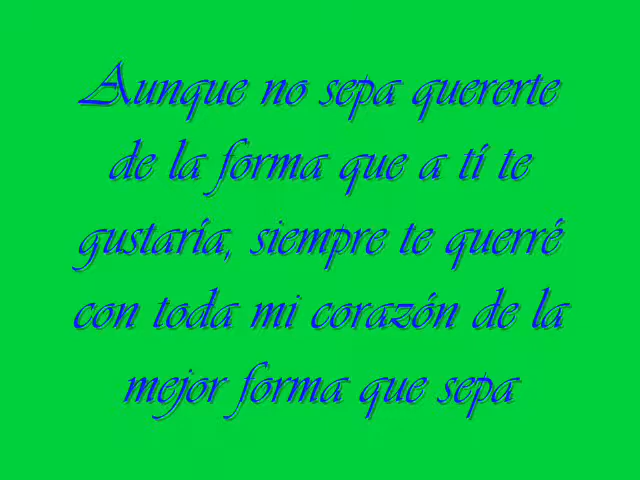 Aunque no sepa quererte
de la forma que a tí te
gustaría, siempre te querré
con toda mi corazón de la
mejor forma que sepa